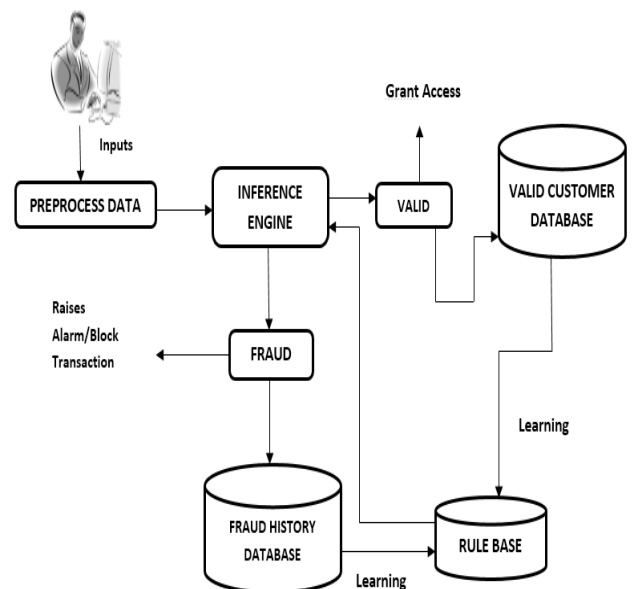 Grant Access
Inputs
PREPROCESS DATA
INFERENCE
ENGINE
VALID
VALID CUSTOMER
DATABASE
Raises
Alarm/Block
Transaction
FRAUD
Learning
FRAUD HISTORY
DATABASE
RULE BASE
Learning